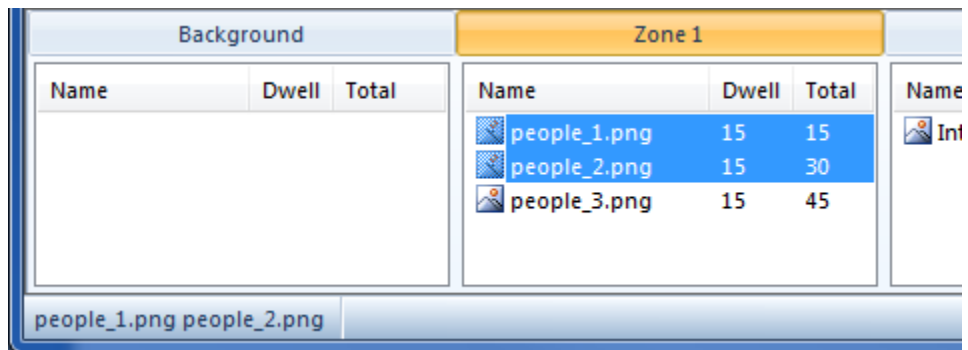 Background Zone 1
Name Dwell Total Name Dwell Total Name
people_1.png 15 15 Int
people_2.png 15 30
people_3.png 15 45
people_1.png people_2.png